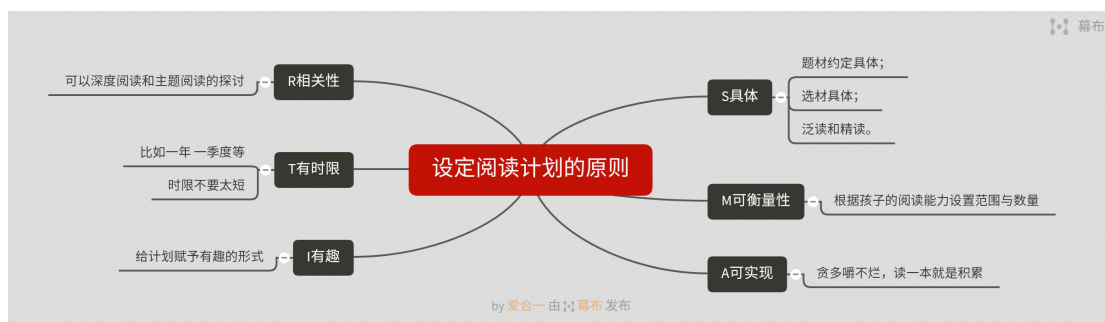 幕布
设定阅读计划的原则
S具体
题材约定具体；
选材具体；
泛读和精读。
M可衡量性
根据孩子的阅读能力设置范围与数量
A可实现
贪多嚼不烂，读一本就是积累
R相关性
可以深度阅读和主题阅读的探讨
T有时限
比如一年 一季度等
时限不要太短
I有趣
给计划赋予有趣的形式
by 爱合一 由 幕布 发布